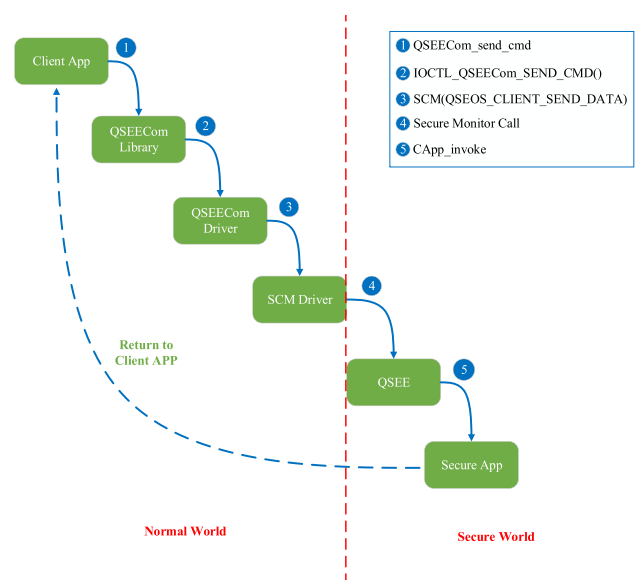 1 QSEECom_send_cmd
2 IOCTL_QSEECom_SEND_CMD()
3 SCM(QSEOS_CLIENT_SEND_DATA)
4 Secure Monitor Call
5 CApp_invoke
Client App
1
QSEECom
Library
2
QSEECom
Driver
3
SCM Driver
4
QSEE
5
Secure App
Return to
Client APP
Normal World
Secure World